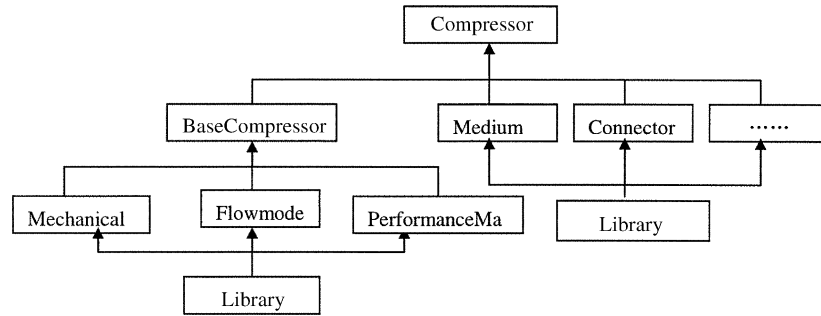 Compressor
BaseCompressor
Medium
Connector
……
Mechanical
Flowmode
PerformanceMa
Library
Library